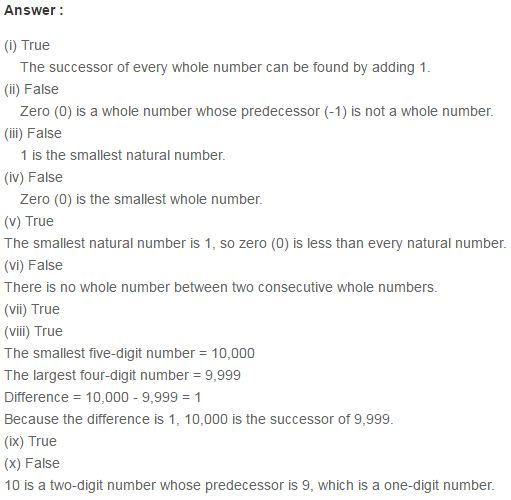 Answer :
(i) True
The successor of every whole number can be found by adding 1.
(ii) False
Zero (0) is a whole number whose predecessor (-1) is not a whole number.
(iii) False
1 is the smallest natural number.
(iv) False
Zero (0) is the smallest whole number.
(v) True
The smallest natural number is 1, so zero (0) is less than every natural number.
(vi) False
There is no whole number between two consecutive whole numbers.
(vii) True
(viii) True
The smallest five-digit number = 10,000
The largest four-digit number = 9,999
Difference = 10,000 - 9,999 = 1
Because the difference is 1, 10,000 is the successor of 9,999.
(ix) True
(x) False
10 is a two-digit number whose predecessor is 9, which is a one-digit number.